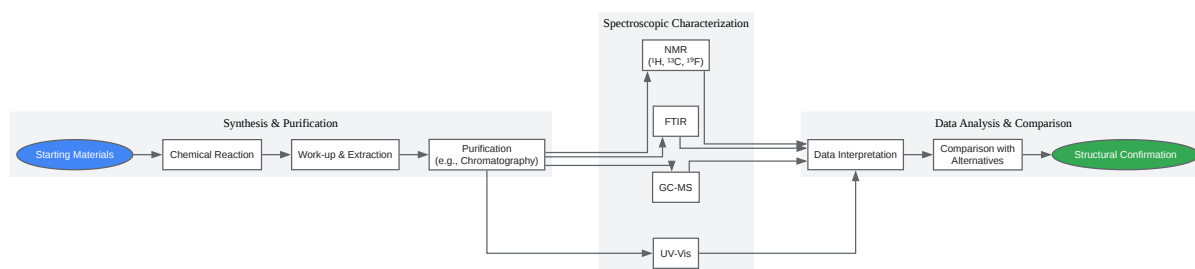 Spectroscopic Characterization
NMR
(¹H, ¹³C, ¹⁹F)
FTIR
GC-MS
UV-Vis
Synthesis & Purification
Starting Materials
Chemical Reaction
Work-up & Extraction
Purification
(e.g., Chromatography)
Data Analysis & Comparison
Data Interpretation
Comparison with
Alternatives
Structural Confirmation